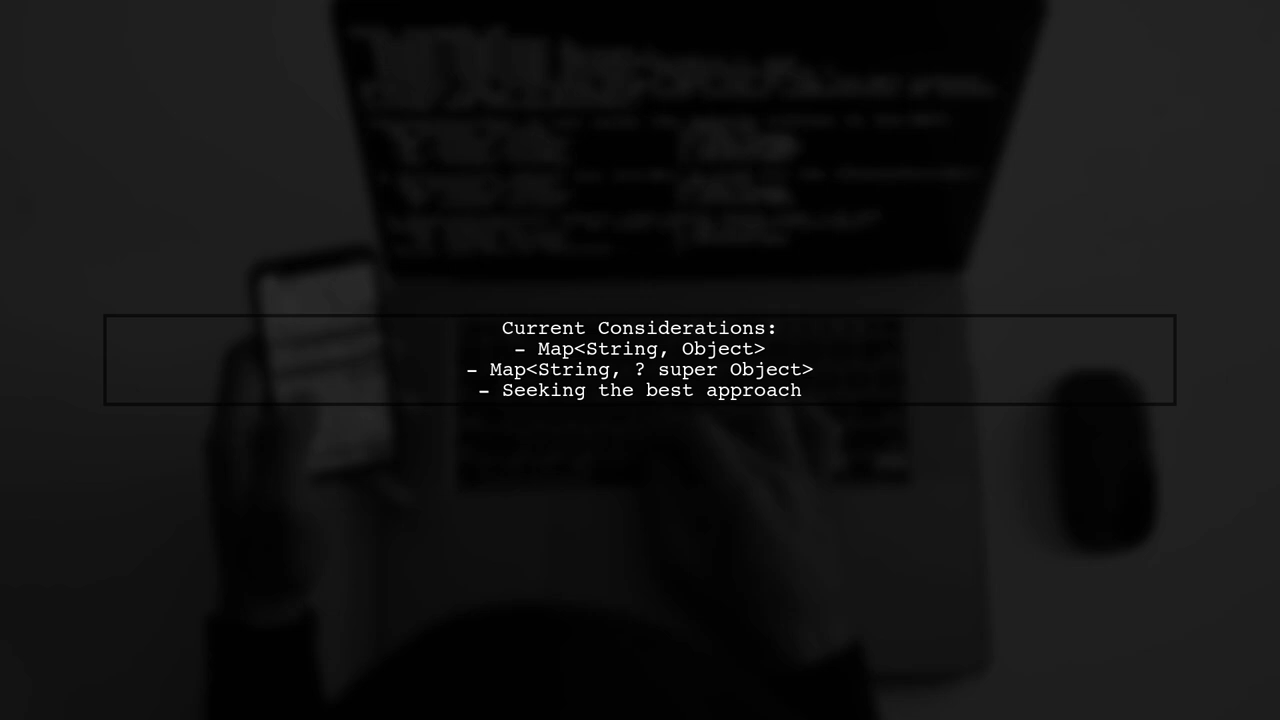 Current Considerations:
- Map<String, Object>
- Map<String, ? super Object>
- Seeking the best approach